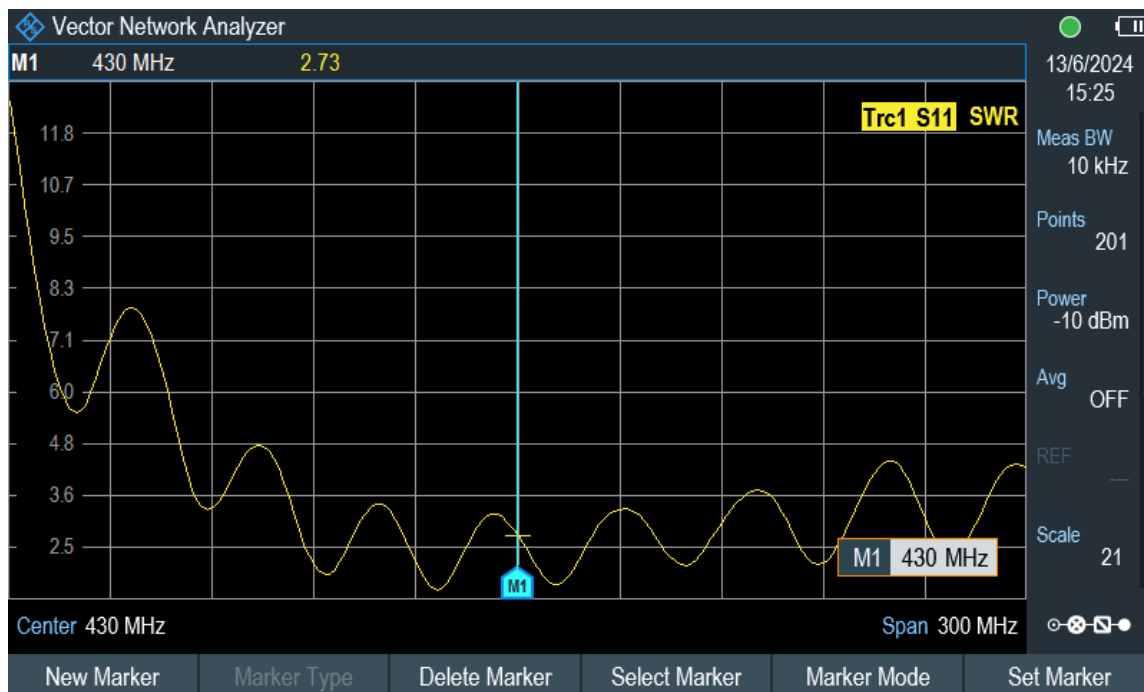 Vector Network Analyzer
M1 430 MHz 2.73
13/6/2024
15:25
Trc1 S11 SWR
11.8
10.7
9.5
8.3
7.1
6.0
4.8
3.6
2.5
Meas BW
10 kHz
Points
201
Power
-10 dBm
Avg
OFF
REF
---
Scale
21
M1 430 MHz
M1
Center 430 MHz
Span 300 MHz
New Marker
Marker Type
Delete Marker
Select Marker
Marker Mode
Set Marker